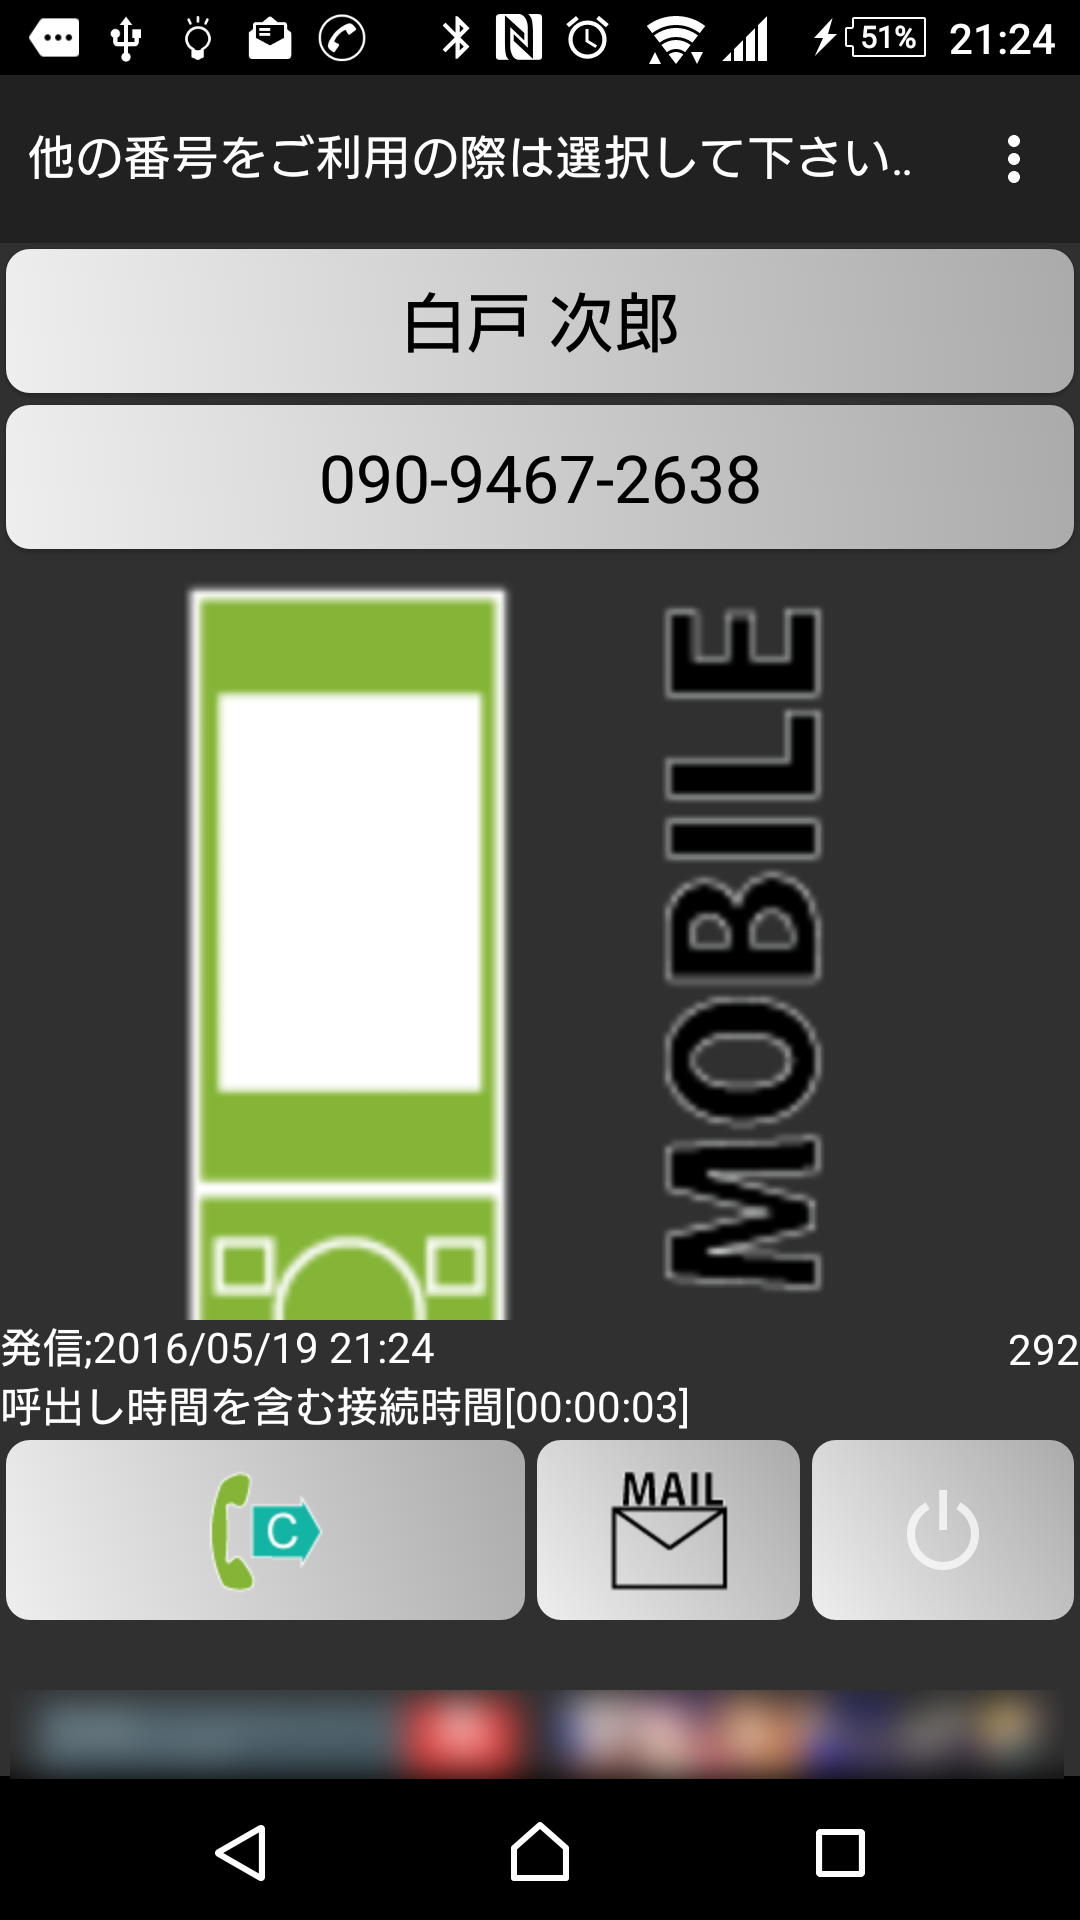 51% 21:24
他の番号をご利用の際は選択して下さい..
白戸 次郎
090-9467-2638
MOBILE
発信;2016/05/19 21:24
292
呼出し時間を含む接続時間[00:00:03]
C
MAIL